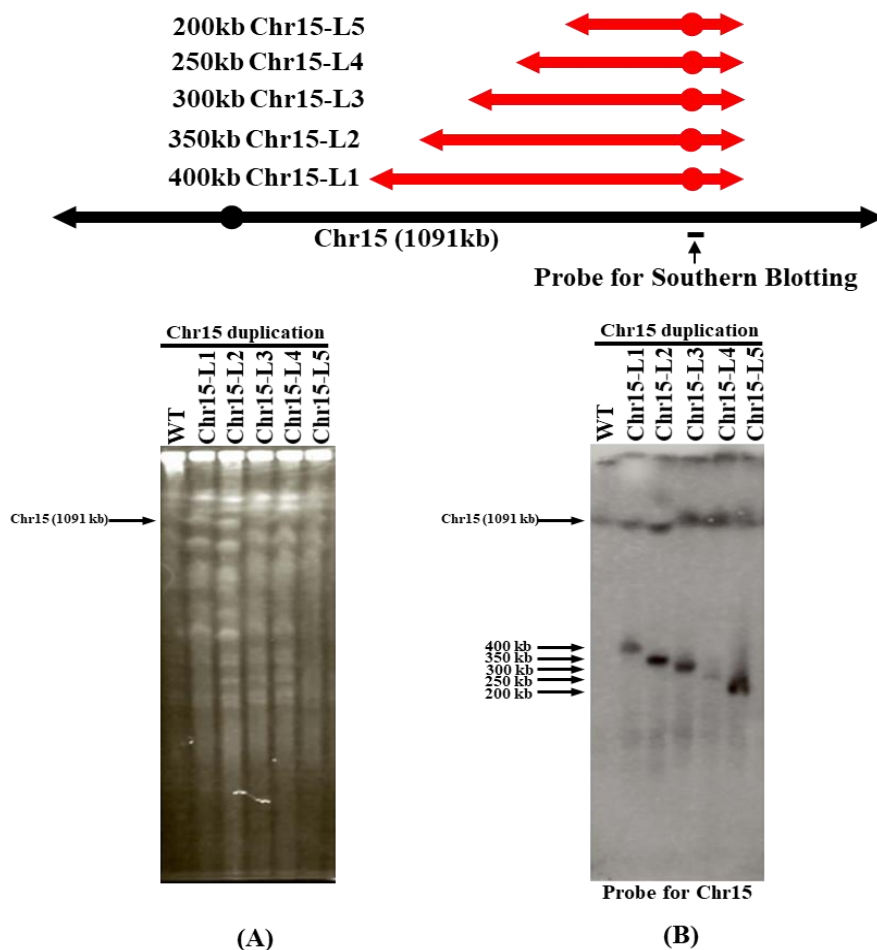 200kb Chr15-L5
250kb Chr15-L4
300kb Chr15-L3
350kb Chr15-L2
400kb Chr15-L1
Chr15 (1091kb)
Probe for Southern Blotting
Chr15 duplication
WT
Chr15-L1
Chr15-L2
Chr15-L3
Chr15-L4
Chr15-L5
Chr15 (1091 kb)
(A)
Chr15 duplication
WT
Chr15-L1
Chr15-L2
Chr15-L3
Chr15-L4
Chr15-L5
Chr15 (1091 kb)
400 kb
350 kb
300 kb
250 kb
200 kb
Probe for Chr15
(B)